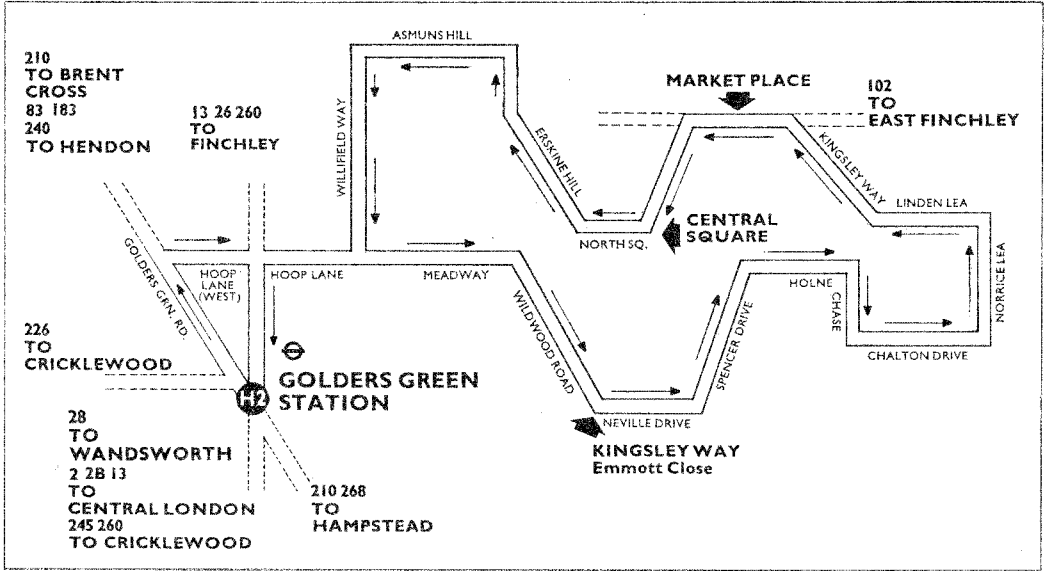 210
TO BRENT
CROSS
83 183
240
TO HENDON
13 26 260
TO
FINCHLEY
ASMUNS HILL
WILLIFIELD WAY
ERSKINE HILL
MARKET PLACE
102
TO
EAST FINCHLEY
KINGSLEY WAY
LINDEN LEA
NORRICE LEA
CENTRAL
SQUARE
NORTH SQ.
GOLDERS GRN. RD.
HOOP
LANE
(WEST)
HOOP LANE
MEADWAY
WILDWOOD ROAD
SPENCER DRIVE
HOLNE
CHASE
CHALTON DRIVE
NEVILLE DRIVE
226
TO
CRICKLEWOOD
H2
GOLDERS GREEN
STATION
KINGSLEY WAY
Emmott Close
28
TO
WANDSWORTH
2 2B 13
TO
CENTRAL LONDON
245 260
TO CRICKLEWOOD
210 268
TO
HAMPSTEAD